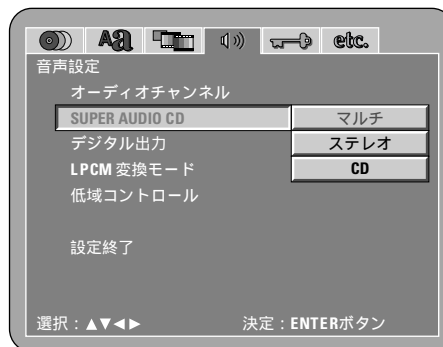 Aあ etc.
音声設定
オーディオチャンネル
SUPER AUDIO CD マルチ
デジタル出力 ステレオ
LPCM 変換モード CD
低域コントロール
設定終了
選択：▲▼◀▶ 決定：ENTERボタン